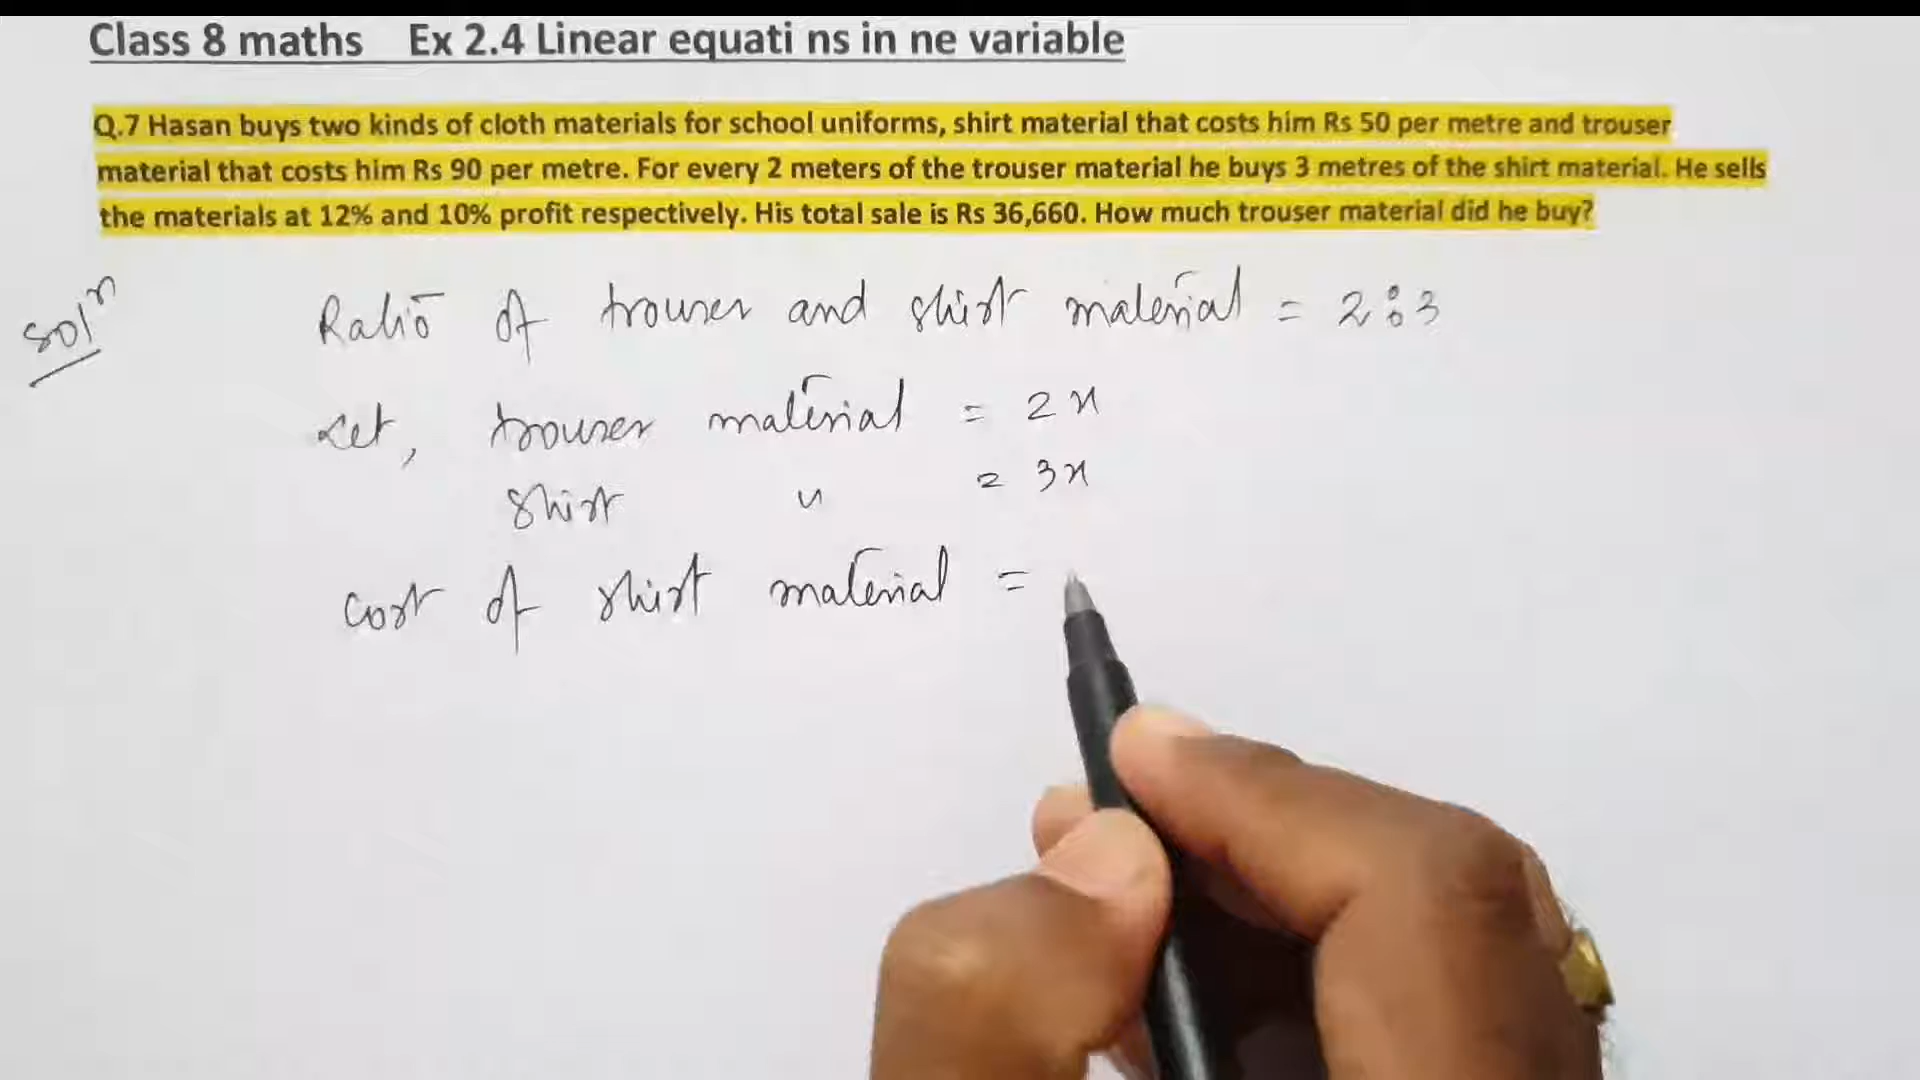 Class 8 maths Ex 2.4 Linear equati ns in ne variable
Q.7 Hasan buys two kinds of cloth materials for school uniforms, shirt material that costs him Rs 50 per metre and trouser
material that costs him Rs 90 per metre. For every 2 meters of the trouser material he buys 3 metres of the shirt material. He sells
the materials at 12% and 10% profit respectively. His total sale is Rs 36,660. How much trouser material did he buy?
Solⁿ Ratio of trouser and shirt material = 2:3
Let, trouser material = 2x
Shirt " = 3x
Cost of shirt material =